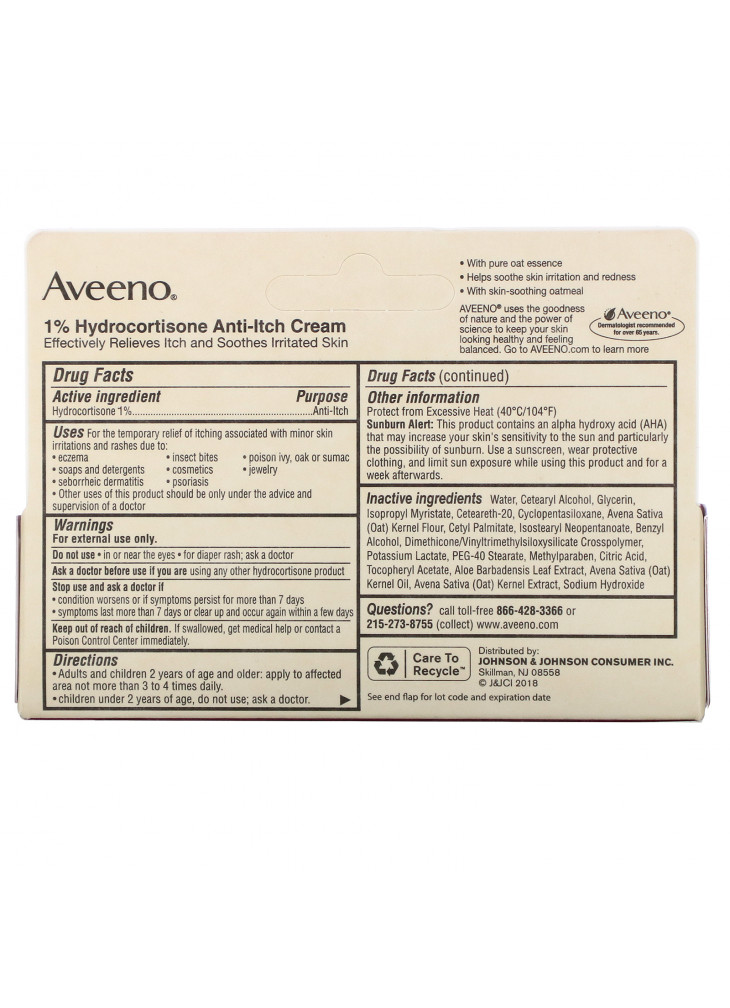 Aveeno®
1% Hydrocortisone Anti-Itch Cream
Effectively Relieves Itch and Soothes Irritated Skin
• With pure oat essence
• Helps soothe skin irritation and redness
• With skin-soothing oatmeal
AVEENO® uses the goodness
of nature and the power of
science to keep your skin
looking healthy and feeling
balanced. Go to AVEENO.com to learn more
Aveeno®
Dermatologist recommended
for over 65 years.
Drug Facts
Active ingredient Purpose
Hydrocortisone 1%.......................................................Anti-Itch
Uses For the temporary relief of itching associated with minor skin
irritations and rashes due to:
• eczema • insect bites • poison ivy, oak or sumac
• soaps and detergents • cosmetics • jewelry
• seborrheic dermatitis • psoriasis
• Other uses of this product should be only under the advice and
supervision of a doctor
Warnings
For external use only.
Do not use • in or near the eyes • for diaper rash; ask a doctor
Ask a doctor before use if you are using any other hydrocortisone product
Stop use and ask a doctor if
• condition worsens or if symptoms persist for more than 7 days
• symptoms last more than 7 days or clear up and occur again within a few days
Keep out of reach of children. If swallowed, get medical help or contact a
Poison Control Center immediately.
Directions
• Adults and children 2 years of age and older: apply to affected
area not more than 3 to 4 times daily.
• children under 2 years of age, do not use; ask a doctor.
Drug Facts (continued)
Other information
Protect from Excessive Heat (40°C/104°F)
Sunburn Alert: This product contains an alpha hydroxy acid (AHA)
that may increase your skin's sensitivity to the sun and particularly
the possibility of sunburn. Use a sunscreen, wear protective
clothing, and limit sun exposure while using this product and for a
week afterwards.
Inactive ingredients Water, Cetearyl Alcohol, Glycerin,
Isopropyl Myristate, Ceteareth-20, Cyclopentasiloxane, Avena Sativa
(Oat) Kernel Flour, Cetyl Palmitate, Isostearyl Neopentanoate, Benzyl
Alcohol, Dimethicone/Vinyltrimethylsiloxysilicate Crosspolymer,
Potassium Lactate, PEG-40 Stearate, Methylparaben, Citric Acid,
Tocopheryl Acetate, Aloe Barbadensis Leaf Extract, Avena Sativa (Oat)
Kernel Oil, Avena Sativa (Oat) Kernel Extract, Sodium Hydroxide
Questions? call toll-free 866-428-3366 or
215-273-8755 (collect) www.aveeno.com
Care To
Recycle™
Distributed by:
JOHNSON & JOHNSON CONSUMER INC.
Skillman, NJ 08558
© J&JCI 2018
See end flap for lot code and expiration date